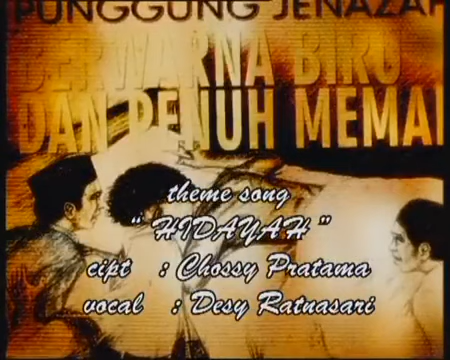 PUNGGUNG JENAZAH
BERWARNA BIRU
DAN PENUH MEMAR
theme song
" HIDAYAH "
cipt : Chossy Pratama
vocal : Desy Ratnasari